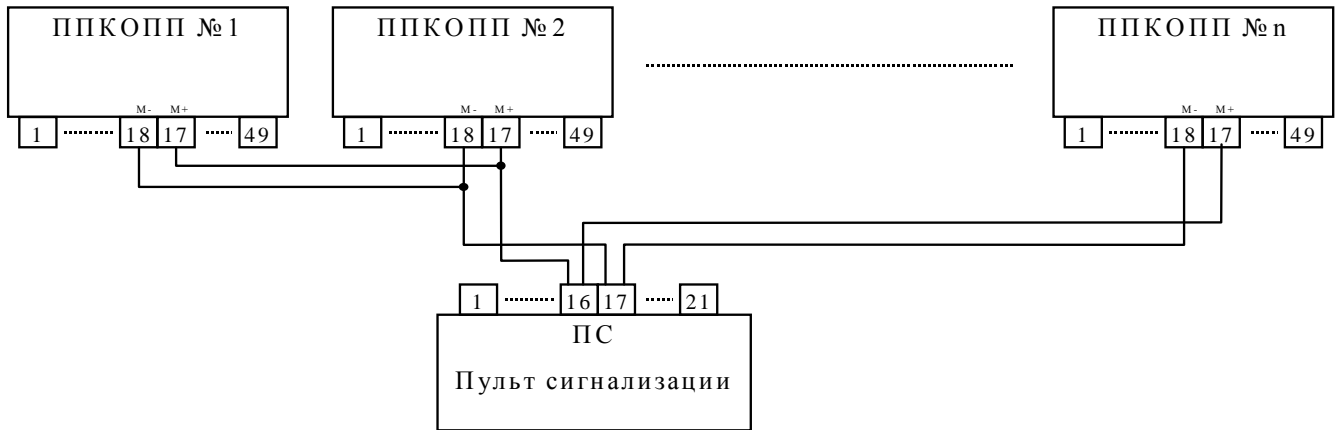 ППКОПП №1 ППКОПП №2 ППКОПП №n
М- М+ М- М+ М- М+
1 18 17 49 1 18 17 49 1 18 17 49
1 16 17 21
ПС
Пульт сигнализации